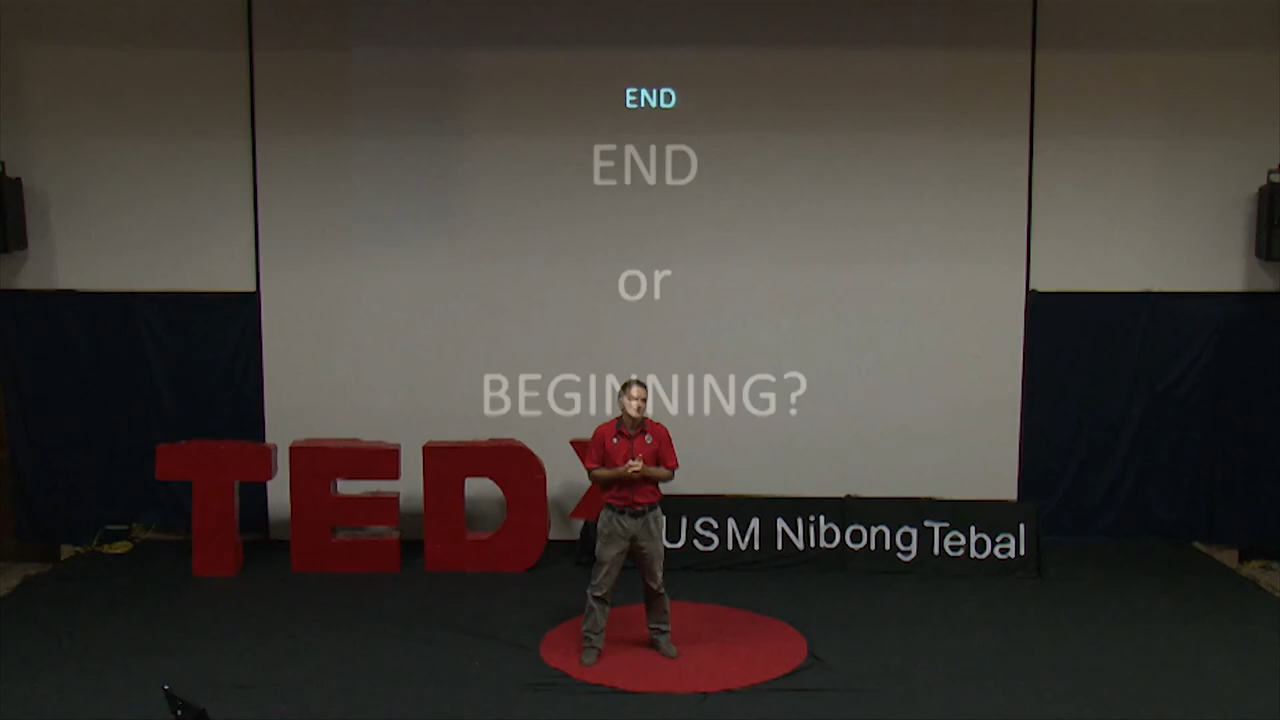 END
END
or
BEGINNING?
TEDx
USM Nibong Tebal